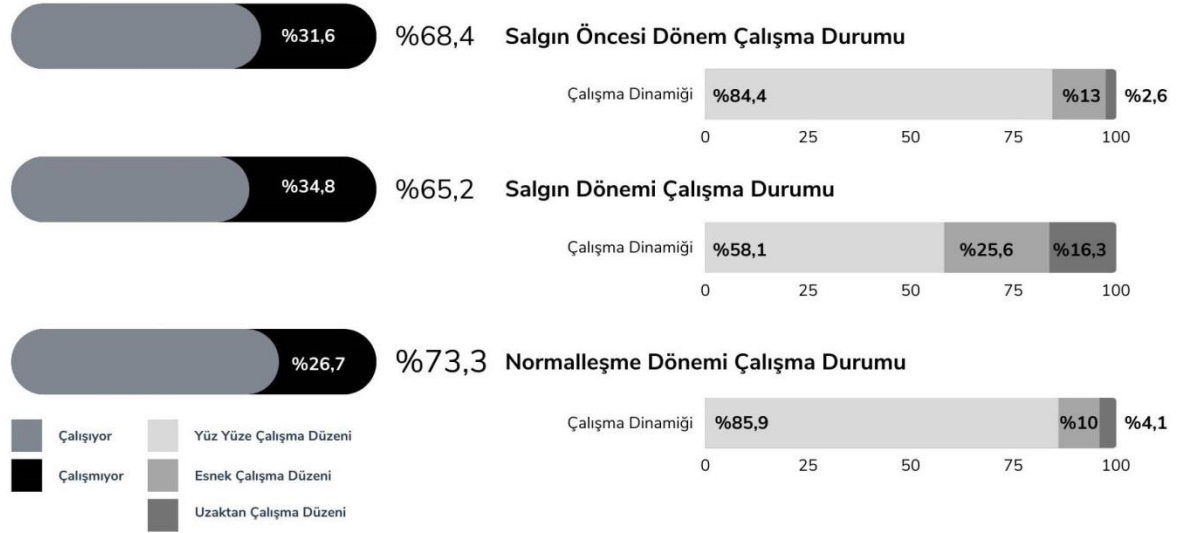 %31,6
%68,4
Salgın Öncesi Dönem Çalışma Durumu
Çalışma Dinamiği
%84,4
%13
%2,6
0 25 50 75 100
%34,8
%65,2
Salgın Dönemi Çalışma Durumu
Çalışma Dinamiği
%58,1
%25,6
%16,3
0 25 50 75 100
%26,7
%73,3
Normalleşme Dönemi Çalışma Durumu
Çalışma Dinamiği
%85,9
%10
%4,1
0 25 50 75 100
Çalışıyor
Çalışmıyor
Yüz Yüze Çalışma Düzeni
Esnek Çalışma Düzeni
Uzaktan Çalışma Düzeni